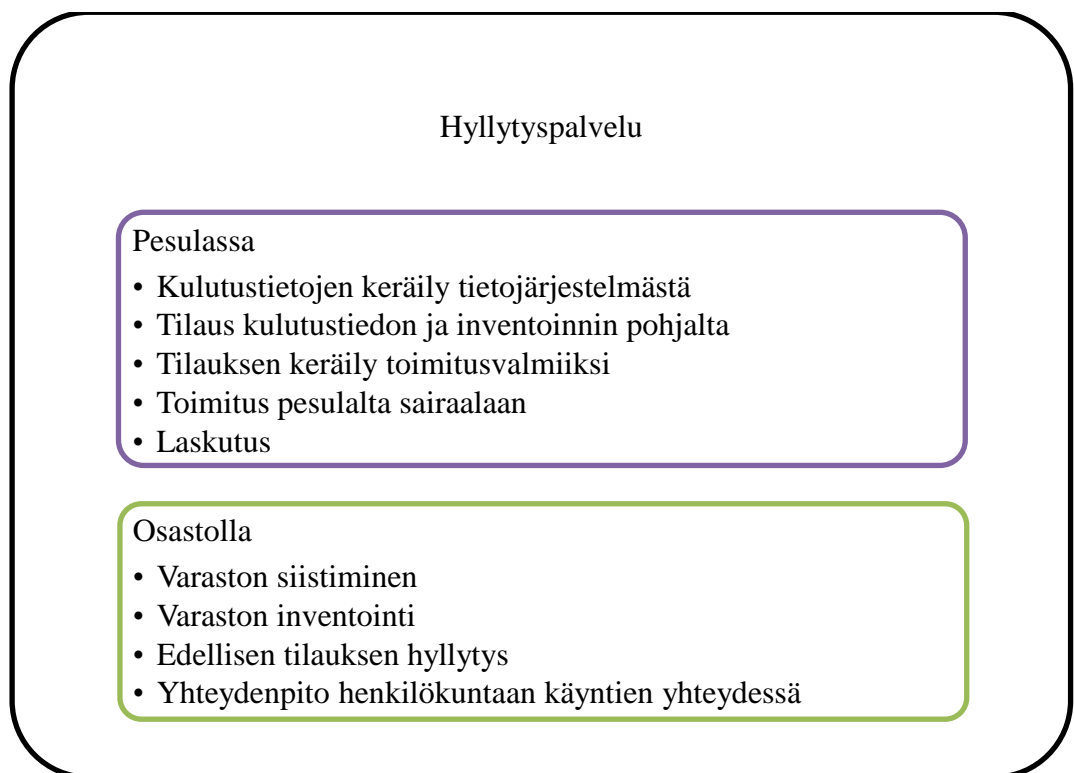 Hyllytyspalvelu
Pesulassa
• Kulutustietojen keräily tietojärjestelmästä
• Tilaus kulutustiedon ja inventoinnin pohjalta
• Tilauksen keräily toimitusvalmiiksi
• Toimitus pesulalta sairaalaan
• Laskutus
Osastolla
• Varaston siistiminen
• Varaston inventointi
• Edellisen tilauksen hyllytys
• Yhteydenpito henkilökuntaan käyntien yhteydessä